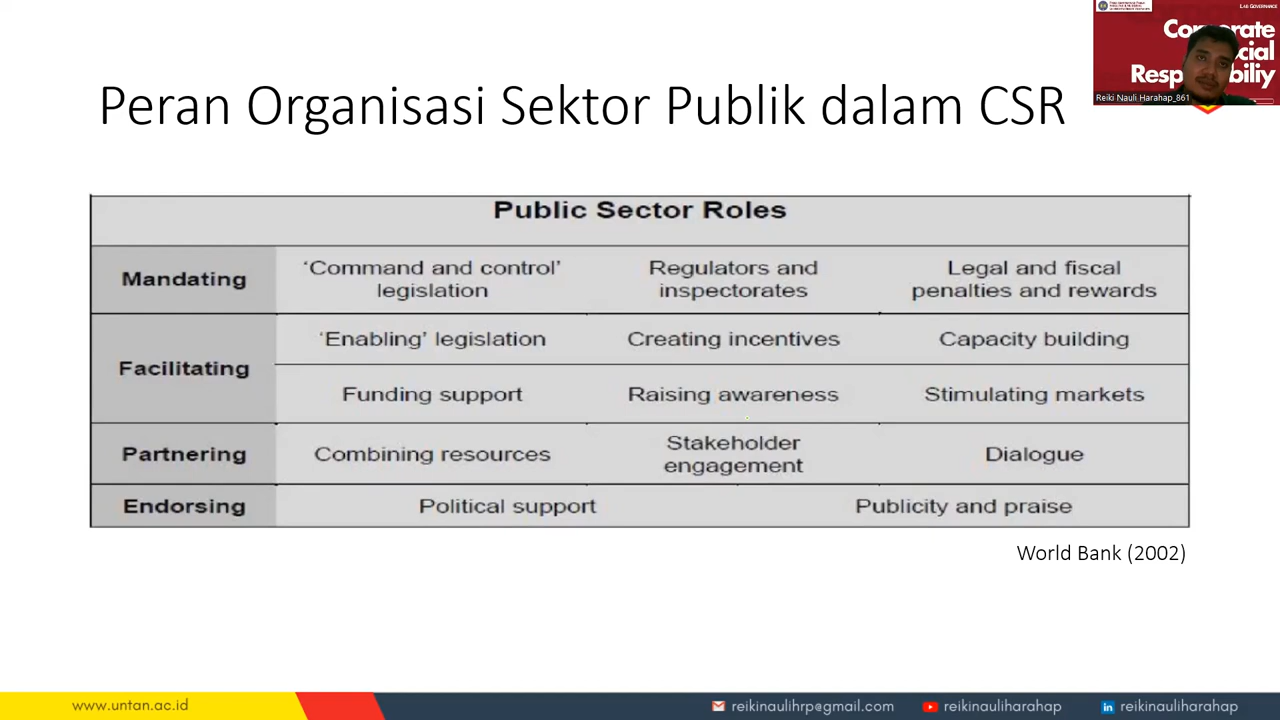 LAB GOVERNANCE
Corporate
Social
Responsibiliy
Reiki Nauli Harahap_861
Peran Organisasi Sektor Publik dalam CSR
Public Sector Roles
Mandating
‘Command and control’
legislation
Regulators and
inspectorates
Legal and fiscal
penalties and rewards
Facilitating
‘Enabling’ legislation
Creating incentives
Capacity building
Funding support
Raising awareness
Stimulating markets
Partnering
Combining resources
Stakeholder
engagement
Dialogue
Endorsing
Political support
Publicity and praise
World Bank (2002)
www.untan.ac.id
reikinaulihrp@gmail.com
reikinauliharahap
reikinauliharahap